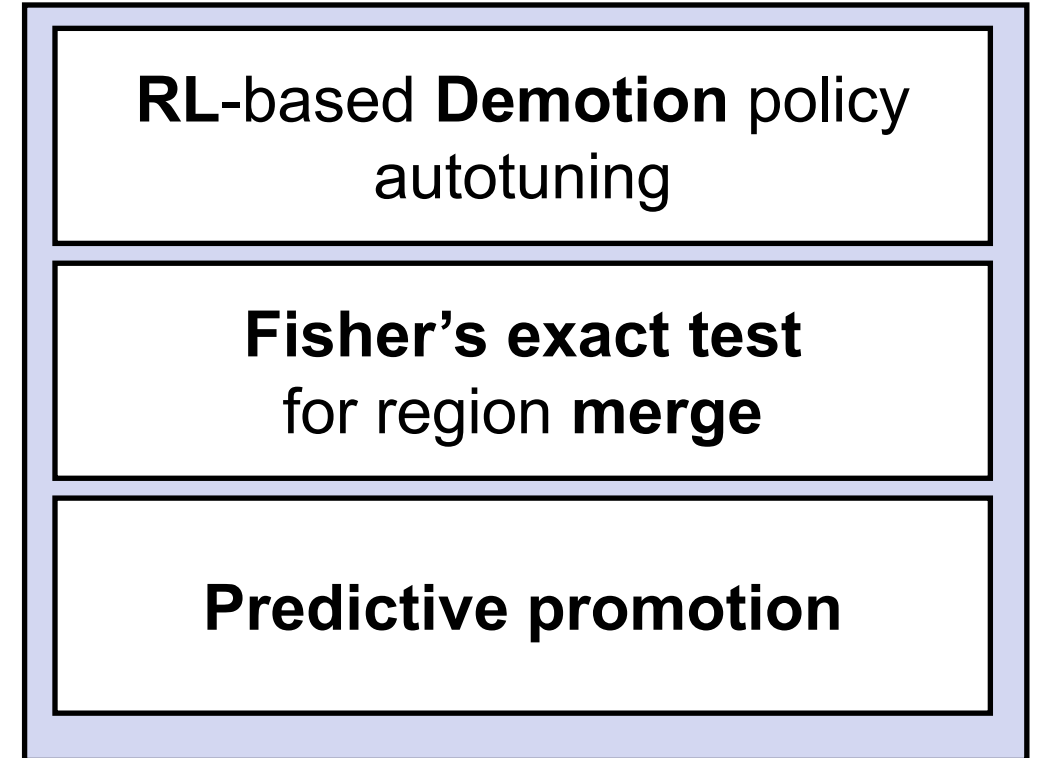 RL-based Demotion policy
autotuning
Fisher’s exact test
for region merge
Predictive promotion